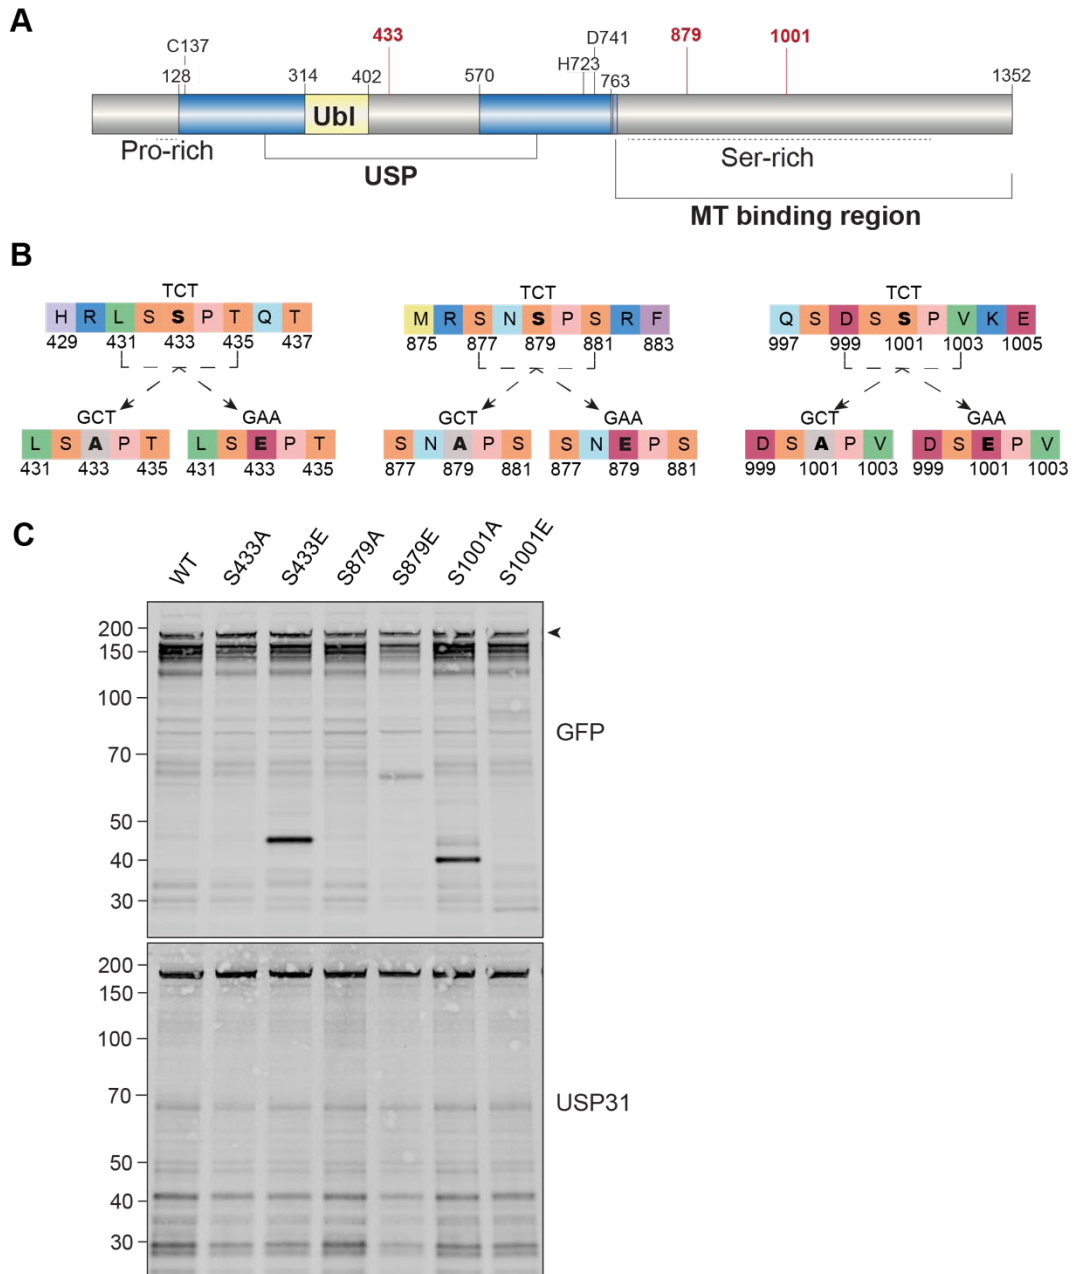 A
433
879
1001
D741
C137
H723
128
314
402
570
763
1352
Ubl
Pro-rich
Ser-rich
USP
MT binding region
B
TCT
TCT
TCT
H R L S S P T Q T
M R S N S P S R F
Q S D S S P V K E
429 431 433 435 437
875 877 879 881 883
997 999 1001 1003 1005
GCT GAA
GCT GAA
GCT GAA
L S A P T
L S E P T
S N A P S
S N E P S
D S A P V
D S E P V
431 433 435
431 433 435
877 879 881
877 879 881
999 1001 1003
999 1001 1003
C
WT
S433A
S433E
S879A
S879E
S1001A
S1001E
200
150
100
70
50
40
30
GFP
200
150
100
70
50
40
30
USP31